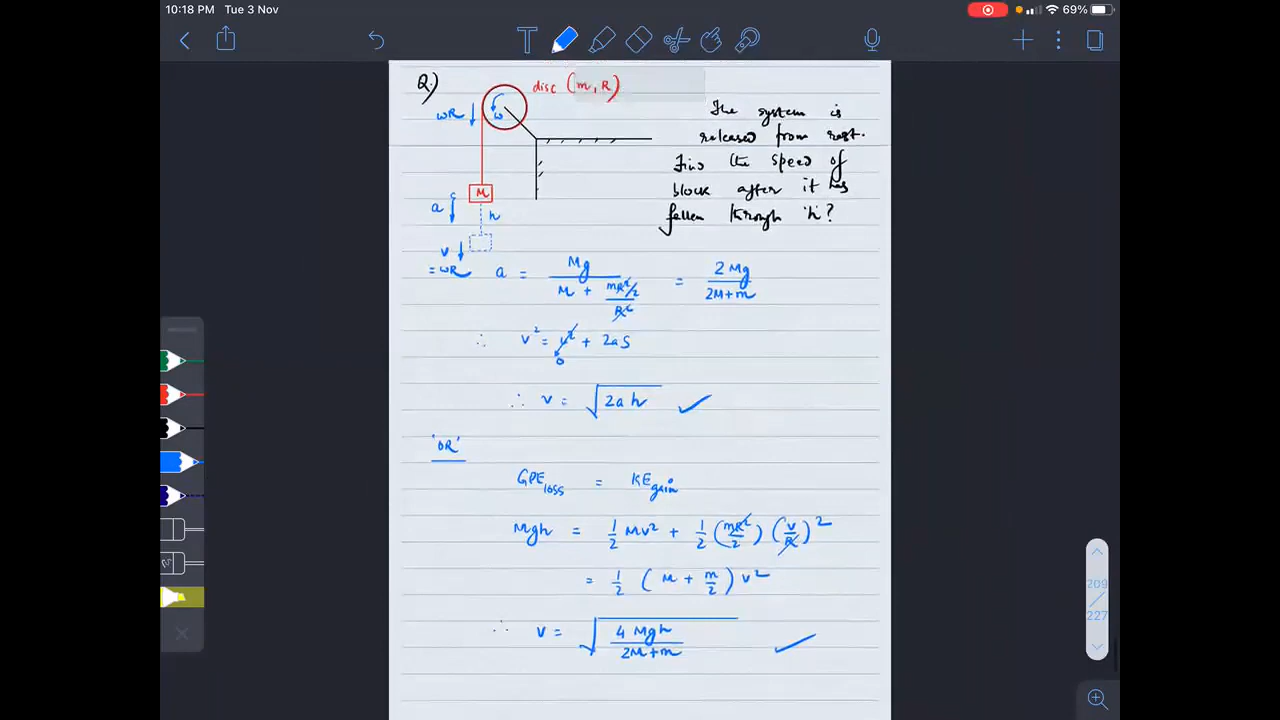 10:18 PM Tue 3 Nov
69%
T
Q.)
disc (m, R)
ωR
ω
The system is
released from rest.
Find the speed of
block after it has
fallen through 'h'?
M
a
h
v
= ωR
a = Mg / (M + (mR²/2)/R²) = 2Mg / (2M+m)
∴ v² = u² + 2aS
0
∴ v = √(2ah) ✓
'OR'
GPE loss = KE gain
Mgh = 1/2 Mv² + 1/2 (mR²/2) (v/R)²
= 1/2 (M + m/2) v²
∴ v = √(4Mgh / (2M+m)) ✓
209
227